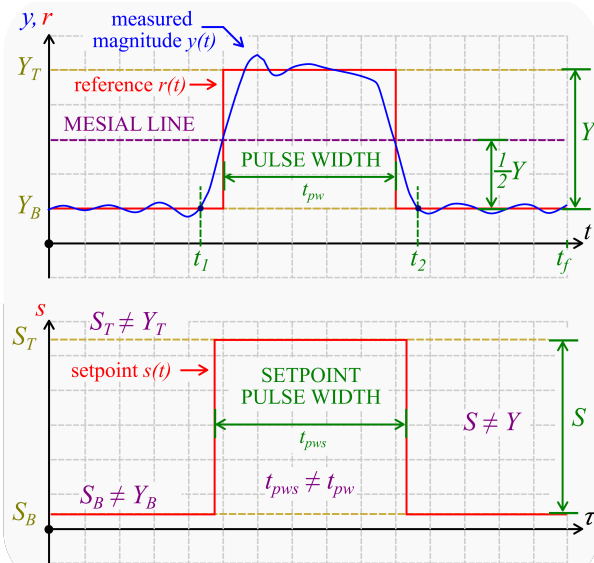 y, r
measured
magnitude y(t)
Y_T
reference r(t)
MESIAL LINE
PULSE WIDTH
t_pw
½Y
Y
Y_B
t_1
t_2
t_f
t
s
S_T ≠ Y_T
S_T
setpoint s(t)
SETPOINT
PULSE WIDTH
t_pws
S ≠ Y
S
S_B ≠ Y_B
t_pws ≠ t_pw
S_B
τ